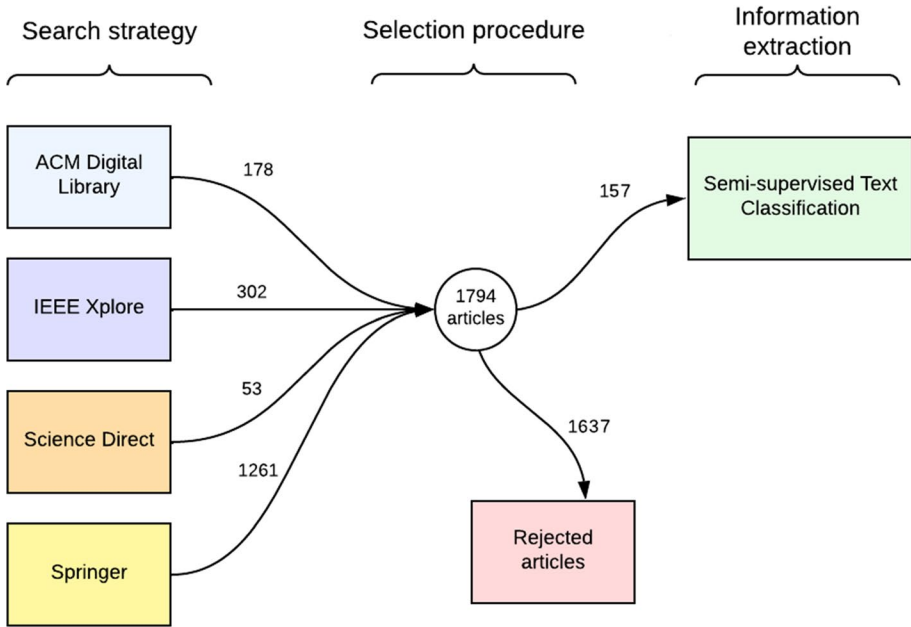 Search strategy
Selection procedure
Information
extraction
ACM Digital
Library
178
IEEE Xplore
302
Science Direct
53
Springer
1261
1794
articles
157
Semi-supervised Text
Classification
1637
Rejected
articles